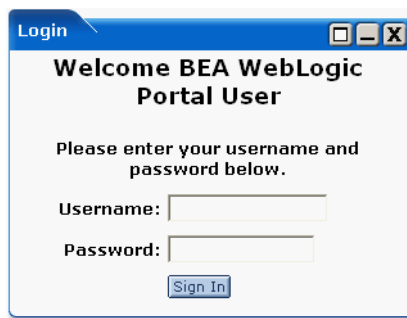 Login
Welcome BEA WebLogic
Portal User
Please enter your username and
password below.
Username:
Password:
Sign In